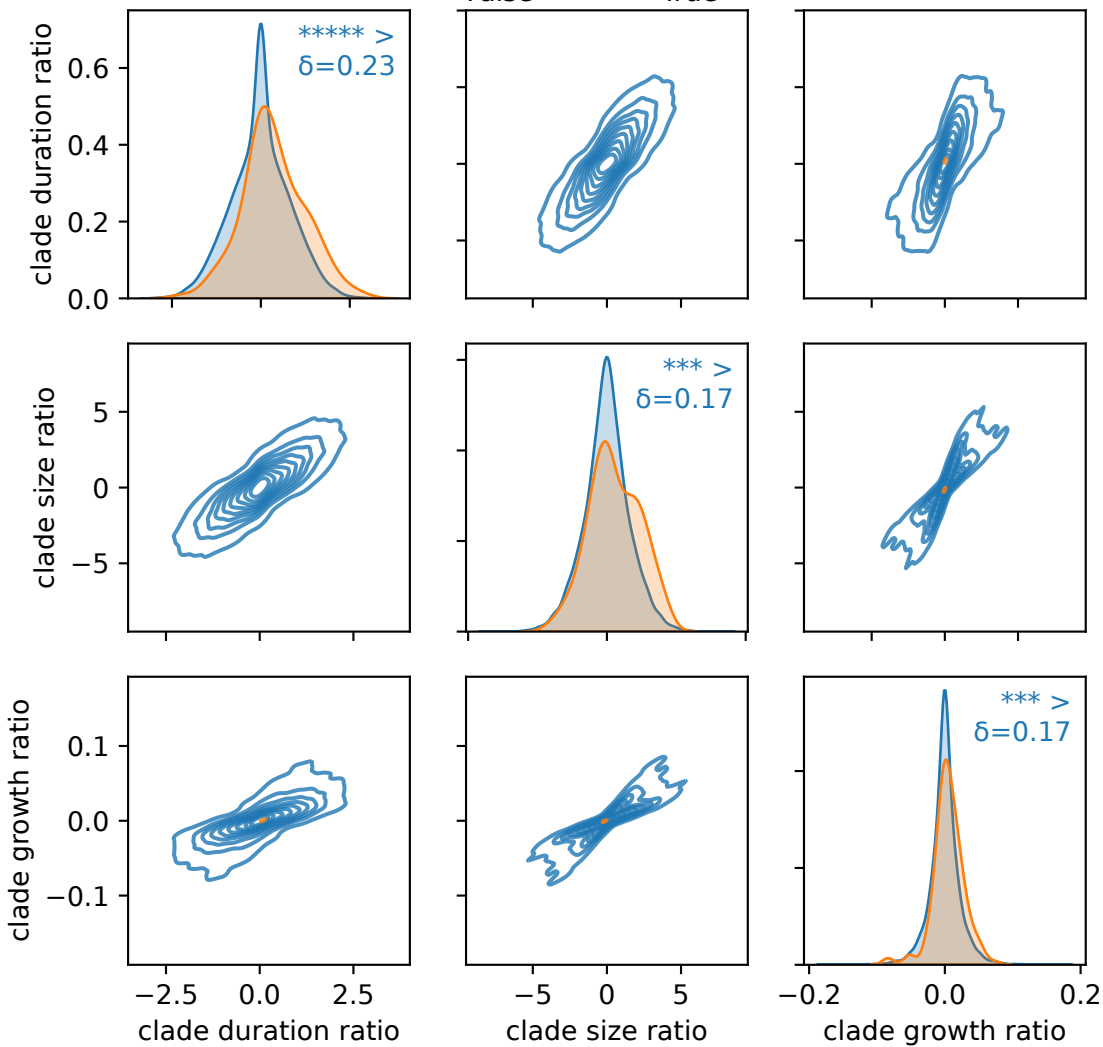 ***** >
δ=0.23
clade duration ratio
0.6
0.4
0.2
0.0
*** >
δ=0.17
clade size ratio
5
0
−5
*** >
δ=0.17
clade growth ratio
0.1
0.0
−0.1
−2.5 0.0 2.5 −5 0 5 −0.2 0.0 0.2
clade duration ratio clade size ratio clade growth ratio